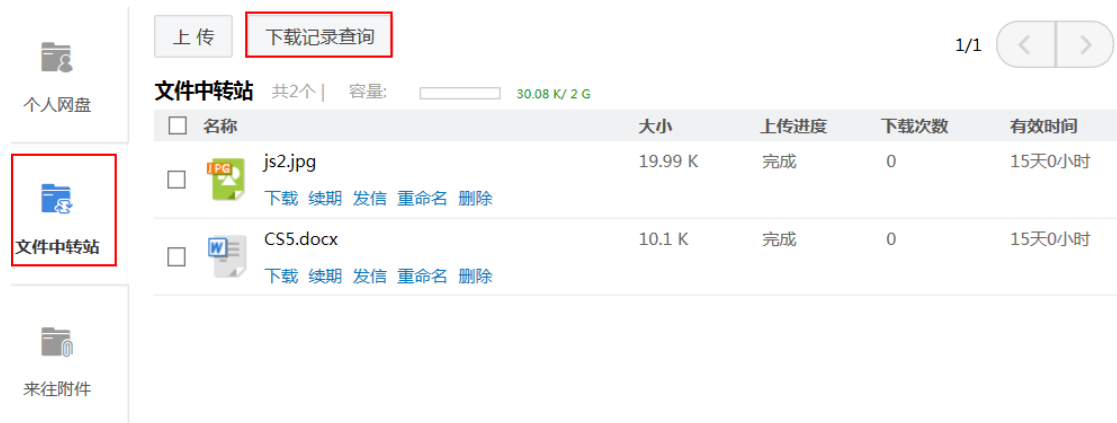 上 传 下载记录查询 1/1
个人网盘
文件中转站 共2个 | 容量: 30.08 K/ 2 G
名称 大小 上传进度 下载次数 有效时间
JPG js2.jpg 19.99 K 完成 0 15天0小时
下载 续期 发信 重命名 删除
文件中转站
W CS5.docx 10.1 K 完成 0 15天0小时
下载 续期 发信 重命名 删除
来往附件